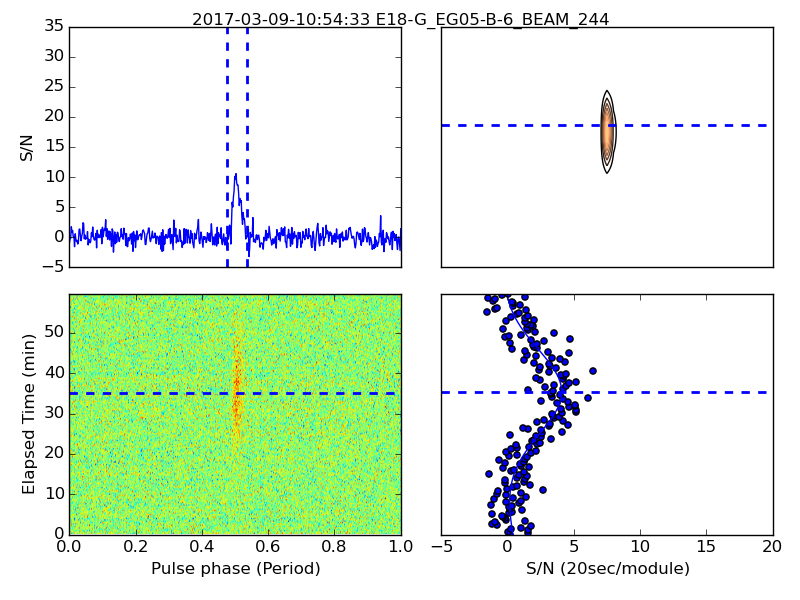 2017-03-09-10:54:33 E18-G_EG05-B-6_BEAM_244
35
30
25
20
15
10
5
0
−5
S/N
50
40
30
20
10
0
Elapsed Time (min)
0.0 0.2 0.4 0.6 0.8 1.0
Pulse phase (Period)
−5 0 5 10 15 20
S/N (20sec/module)